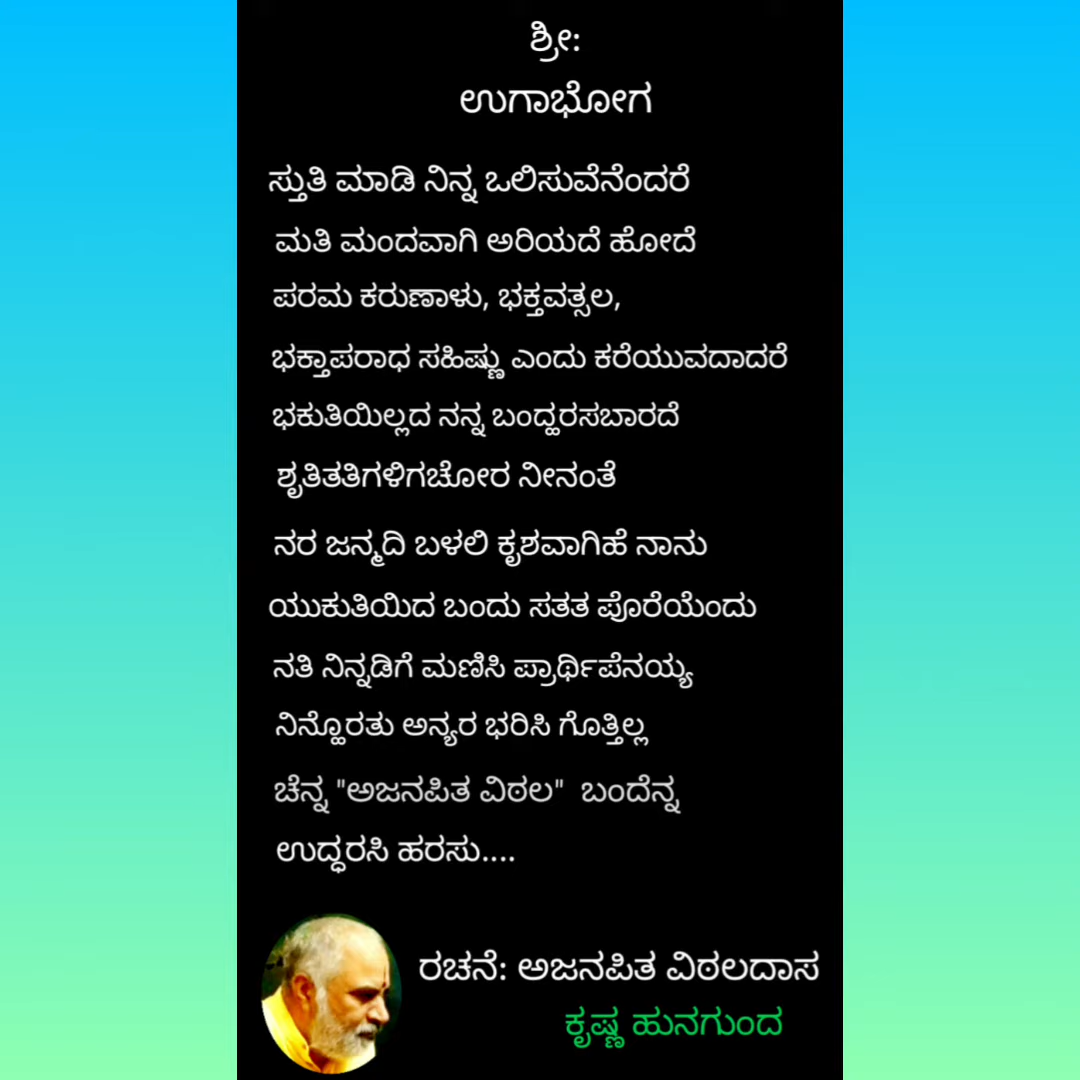 ಶ್ರೀ:
ಉಗಾಭೋಗ
ಸ್ತುತಿ ಮಾಡಿ ನಿನ್ನ ಒಲಿಸುವೆನೆಂದರೆ
ಮತಿ ಮಂದವಾಗಿ ಅರಿಯದೆ ಹೋದೆ
ಪರಮ ಕರುಣಾಳು, ಭಕ್ತವತ್ಸಲ,
ಭಕ್ತಾಪರಾಧ ಸಹಿಷ್ಣು ಎಂದು ಕರೆಯುವದಾದರೆ
ಭಕುತಿಯಿಲ್ಲದ ನನ್ನ ಬಂದ್ಹರಸಬಾರದೆ
ಶೃತಿತತಿಗಳಿಗಚೋರ ನೀನಂತೆ
ನರ ಜನ್ಮದಿ ಬಳಲಿ ಕೃಶವಾಗಿಹೆ ನಾನು
ಯುಕುತಿಯಿದ ಬಂದು ಸತತ ಪೊರೆಯೆಂದು
ನತಿ ನಿನ್ನಡಿಗೆ ಮಣಿಸಿ ಪ್ರಾರ್ಥಿಪೆನಯ್ಯ
ನಿನ್ಹೊರತು ಅನ್ಯರ ಭರಿಸಿ ಗೊತ್ತಿಲ್ಲ
ಚೆನ್ನ "ಅಜನಪಿತ ವಿಠಲ" ಬಂದೆನ್ನ
ಉದ್ಧರಸಿ ಹರಸು....
ರಚನೆ: ಅಜನಪಿತ ವಿಠಲದಾಸ
ಕೃಷ್ಣ ಹುನಗುಂದ